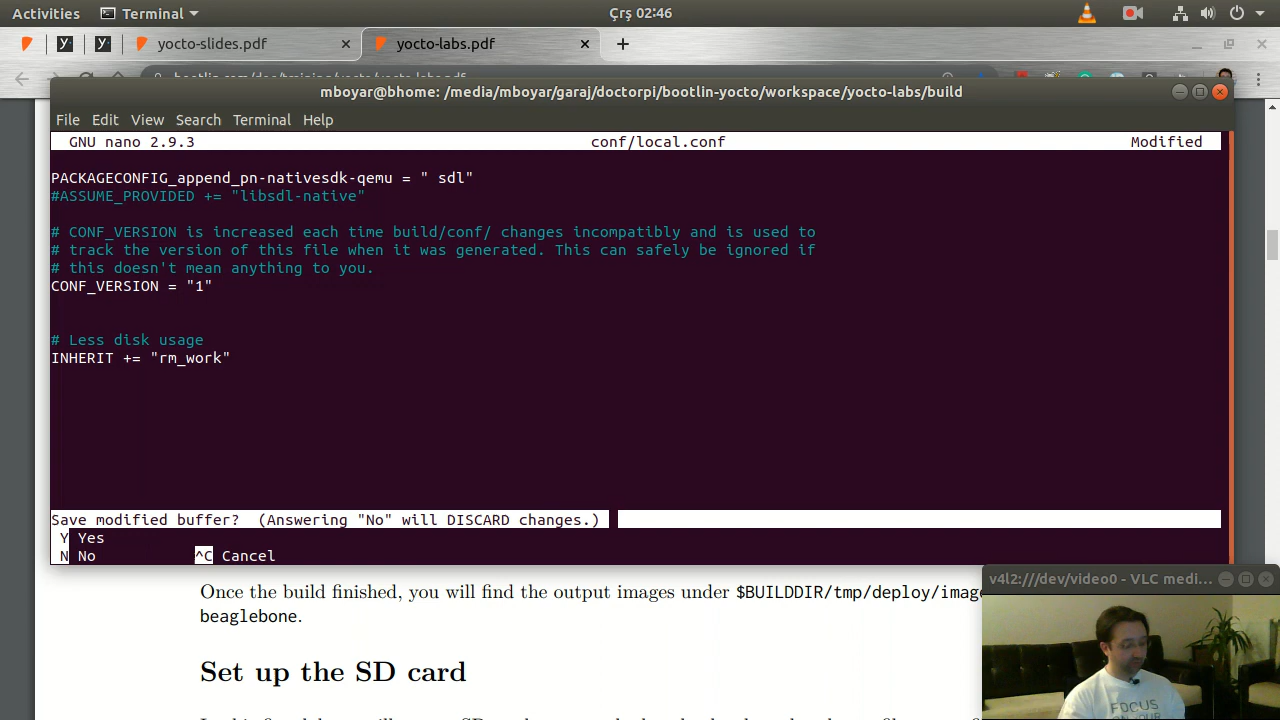 Activities
Terminal
Çrş 02:46
yocto-slides.pdf
yocto-labs.pdf
mboyar@bhome: /media/mboyar/garaj/doctorpi/bootlin-yocto/workspace/yocto-labs/build
File Edit View Search Terminal Help
GNU nano 2.9.3 conf/local.conf Modified
PACKAGECONFIG_append_pn-nativesdk-qemu = " sdl"
#ASSUME_PROVIDED += "libsdl-native"
# CONF_VERSION is increased each time build/conf/ changes incompatibly and is used to
# track the version of this file when it was generated. This can safely be ignored if
# this doesn't mean anything to you.
CONF_VERSION = "1"
# Less disk usage
INHERIT += "rm_work"
Save modified buffer? (Answering "No" will DISCARD changes.)
Y Yes
N No ^C Cancel
v4l2:///dev/video0 - VLC medi...
Once the build finished, you will find the output images under $BUILDDIR/tmp/deploy/imag
beaglebone.
Set up the SD card
FOCUS